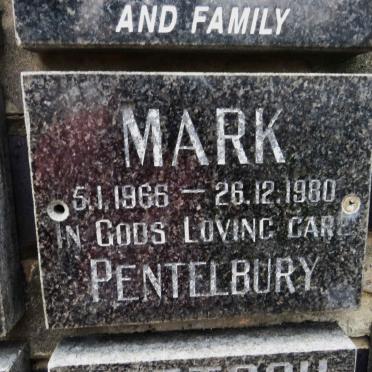 AND FAMILY
MARK
5.1.1966 — 26.12.1980
IN GODS LOVING CARE
PENTELBURY